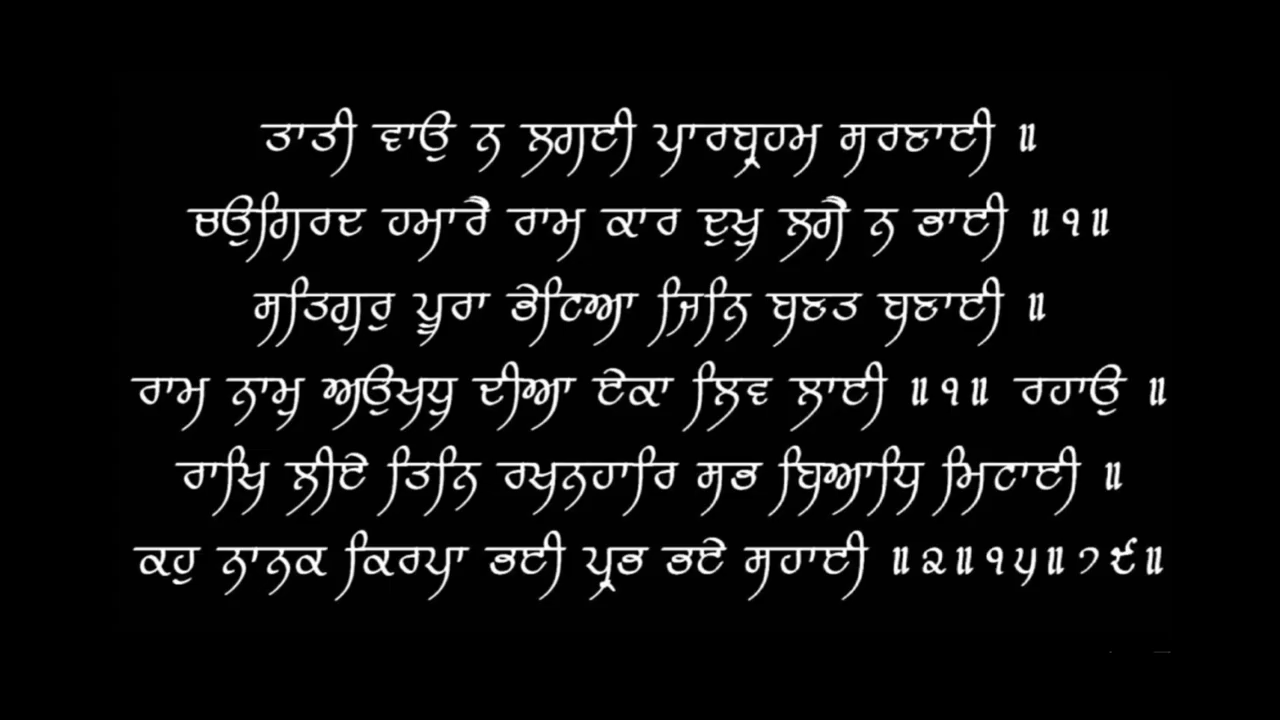 ਤਾਤੀ ਵਾਉ ਨ ਲਗਈ ਪਾਰਬ੍ਰਹਮ ਸਰਣਾਈ ॥
ਚਉਗਿਰਦ ਹਮਾਰੈ ਰਾਮ ਕਾਰ ਦੁਖੁ ਲਗੈ ਨ ਭਾਈ ॥੧॥
ਸਤਿਗੁਰੁ ਪੂਰਾ ਭੇਟਿਆ ਜਿਨਿ ਬਣਤ ਬਣਾਈ ॥
ਰਾਮ ਨਾਮੁ ਅਉਖਧੁ ਦੀਆ ਏਕਾ ਲਿਵ ਲਾਈ ॥੧॥ ਰਹਾਉ ॥
ਰਾਖਿ ਲੀਏ ਤਿਨਿ ਰਖਨਹਾਰਿ ਸਭ ਬਿਆਧਿ ਮਿਟਾਈ ॥
ਕਹੁ ਨਾਨਕ ਕਿਰਪਾ ਭਈ ਪ੍ਰਭ ਭਏ ਸਹਾਈ ॥੨॥੧੫॥੭੯॥